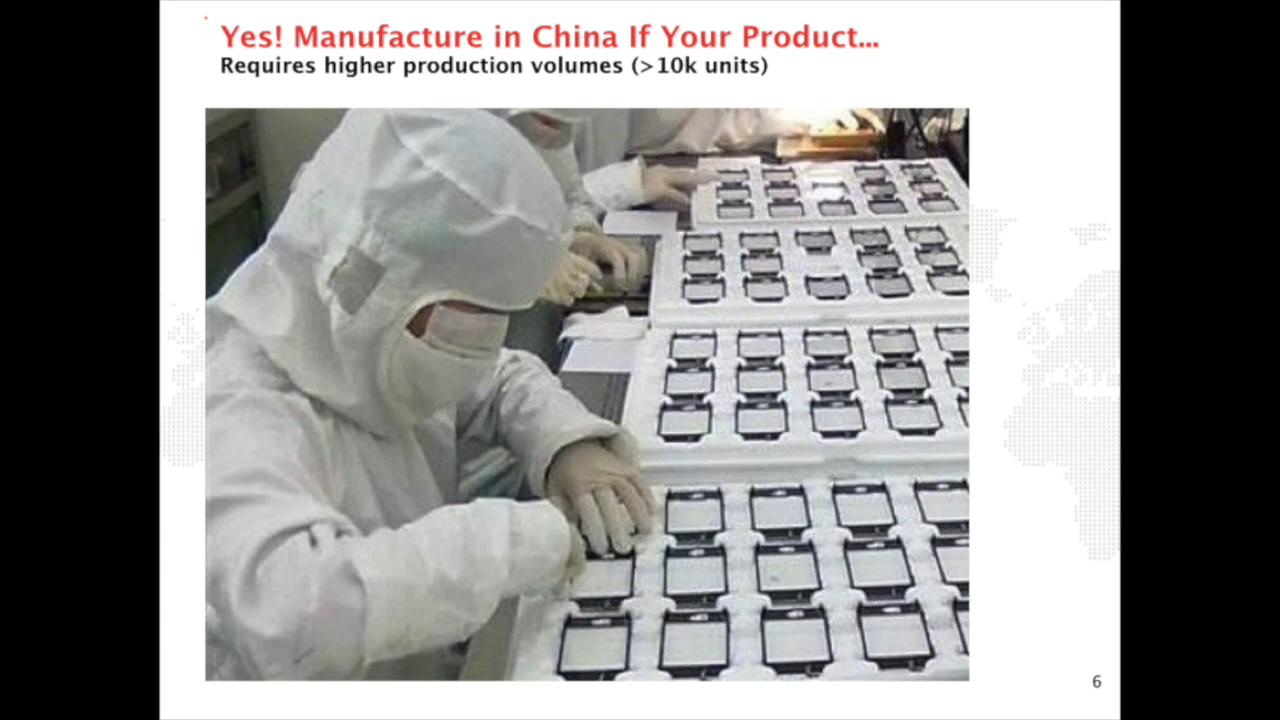 Yes! Manufacture in China If Your Product...
Requires higher production volumes (>10k units)
6